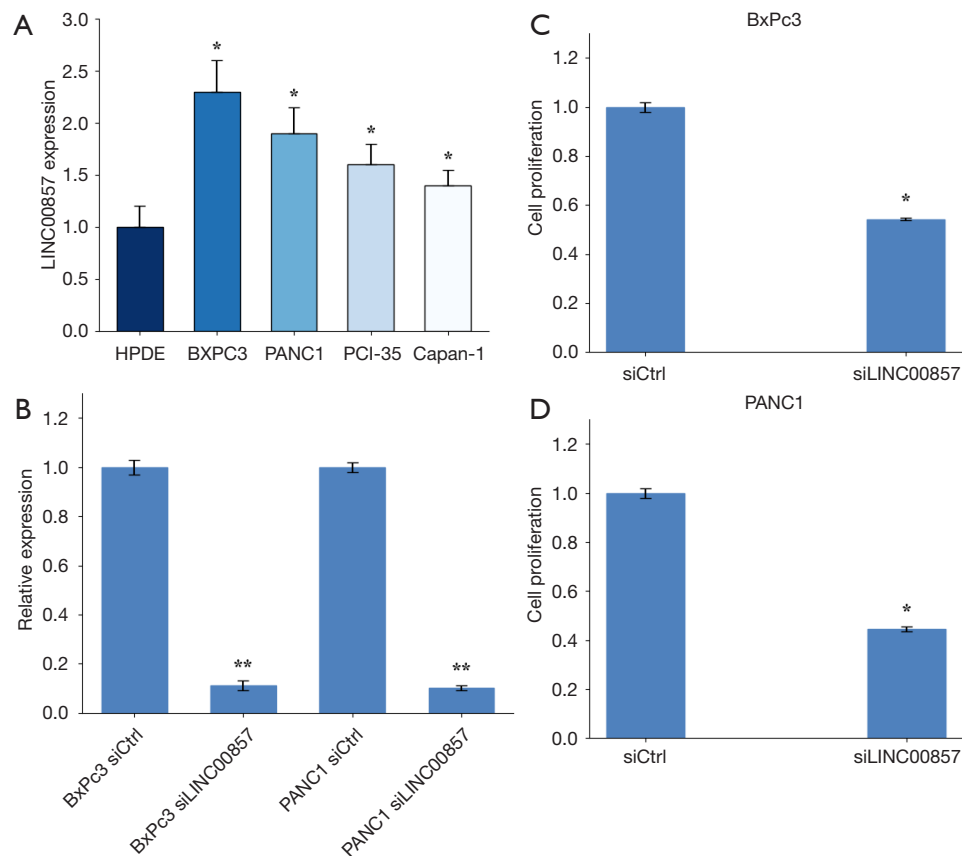 A
LINC00857 expression
3.0
2.5
2.0
1.5
1.0
0.5
0.0
*
*
*
*
HPDE BXPC3 PANC1 PCI-35 Capan-1
B
Relative expression
1.2
1.0
0.8
0.6
0.4
0.2
0.0
**
**
BxPc3 siCtrl
BxPc3 siLINC00857
PANC1 siCtrl
PANC1 siLINC00857
C
BxPc3
Cell proliferation
1.2
1.0
0.8
0.6
0.4
0.2
0.0
*
siCtrl siLINC00857
D
PANC1
Cell proliferation
1.2
1.0
0.8
0.6
0.4
0.2
0.0
*
siCtrl siLINC00857